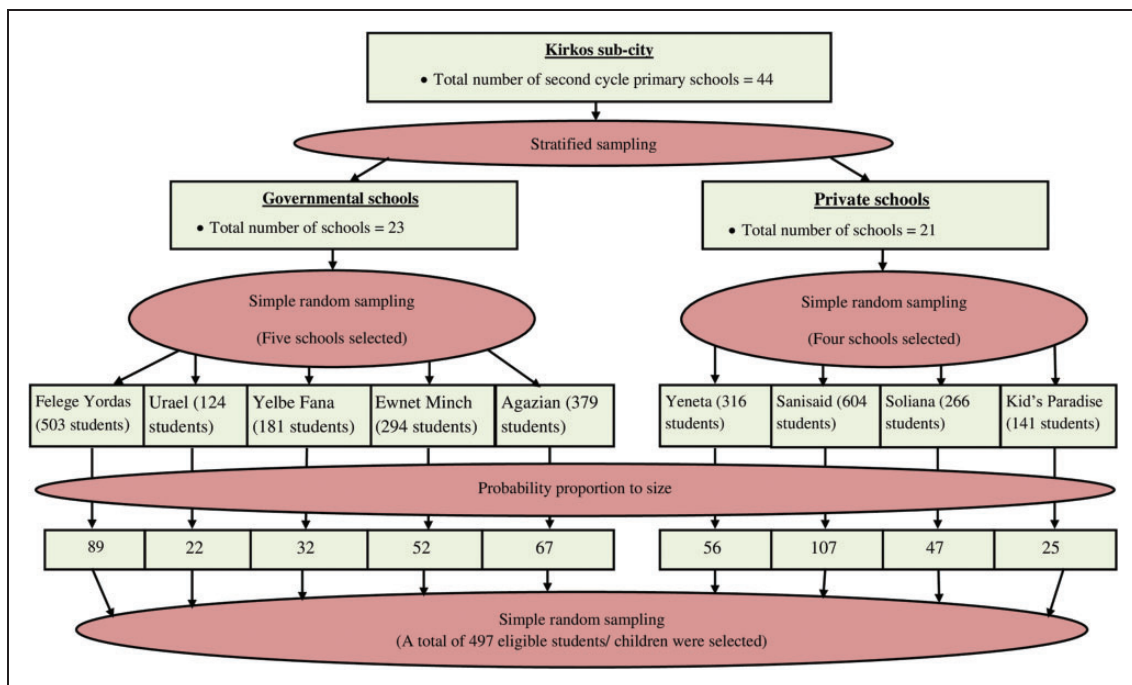 Kirkos sub-city
• Total number of second cycle primary schools = 44
Stratified sampling
Governmental schools
• Total number of schools = 23
Private schools
• Total number of schools = 21
Simple random sampling
(Five schools selected)
Simple random sampling
(Four schools selected)
Felege Yordas
(503 students)
Urael (124
students)
Yelbe Fana
(181 students)
Ewnet Minch
(294 students)
Agazian (379
students)
Yeneta (316
students)
Sanisaid (604
students)
Soliana (266
students)
Kid's Paradise
(141 students)
Probability proportion to size
89
22
32
52
67
56
107
47
25
Simple random sampling
(A total of 497 eligible students/ children were selected)